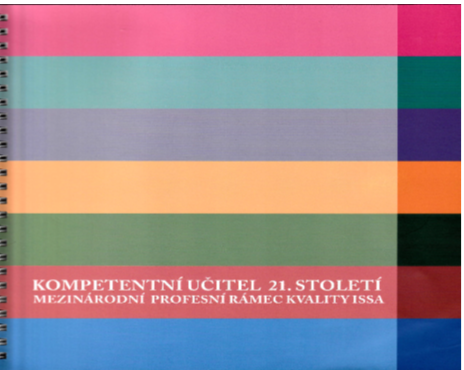 KOMPETENTNÍ UČITEL 21. STOLETÍ
MEZINÁRODNÍ PROFESNÍ RÁMEC KVALITY ISSA